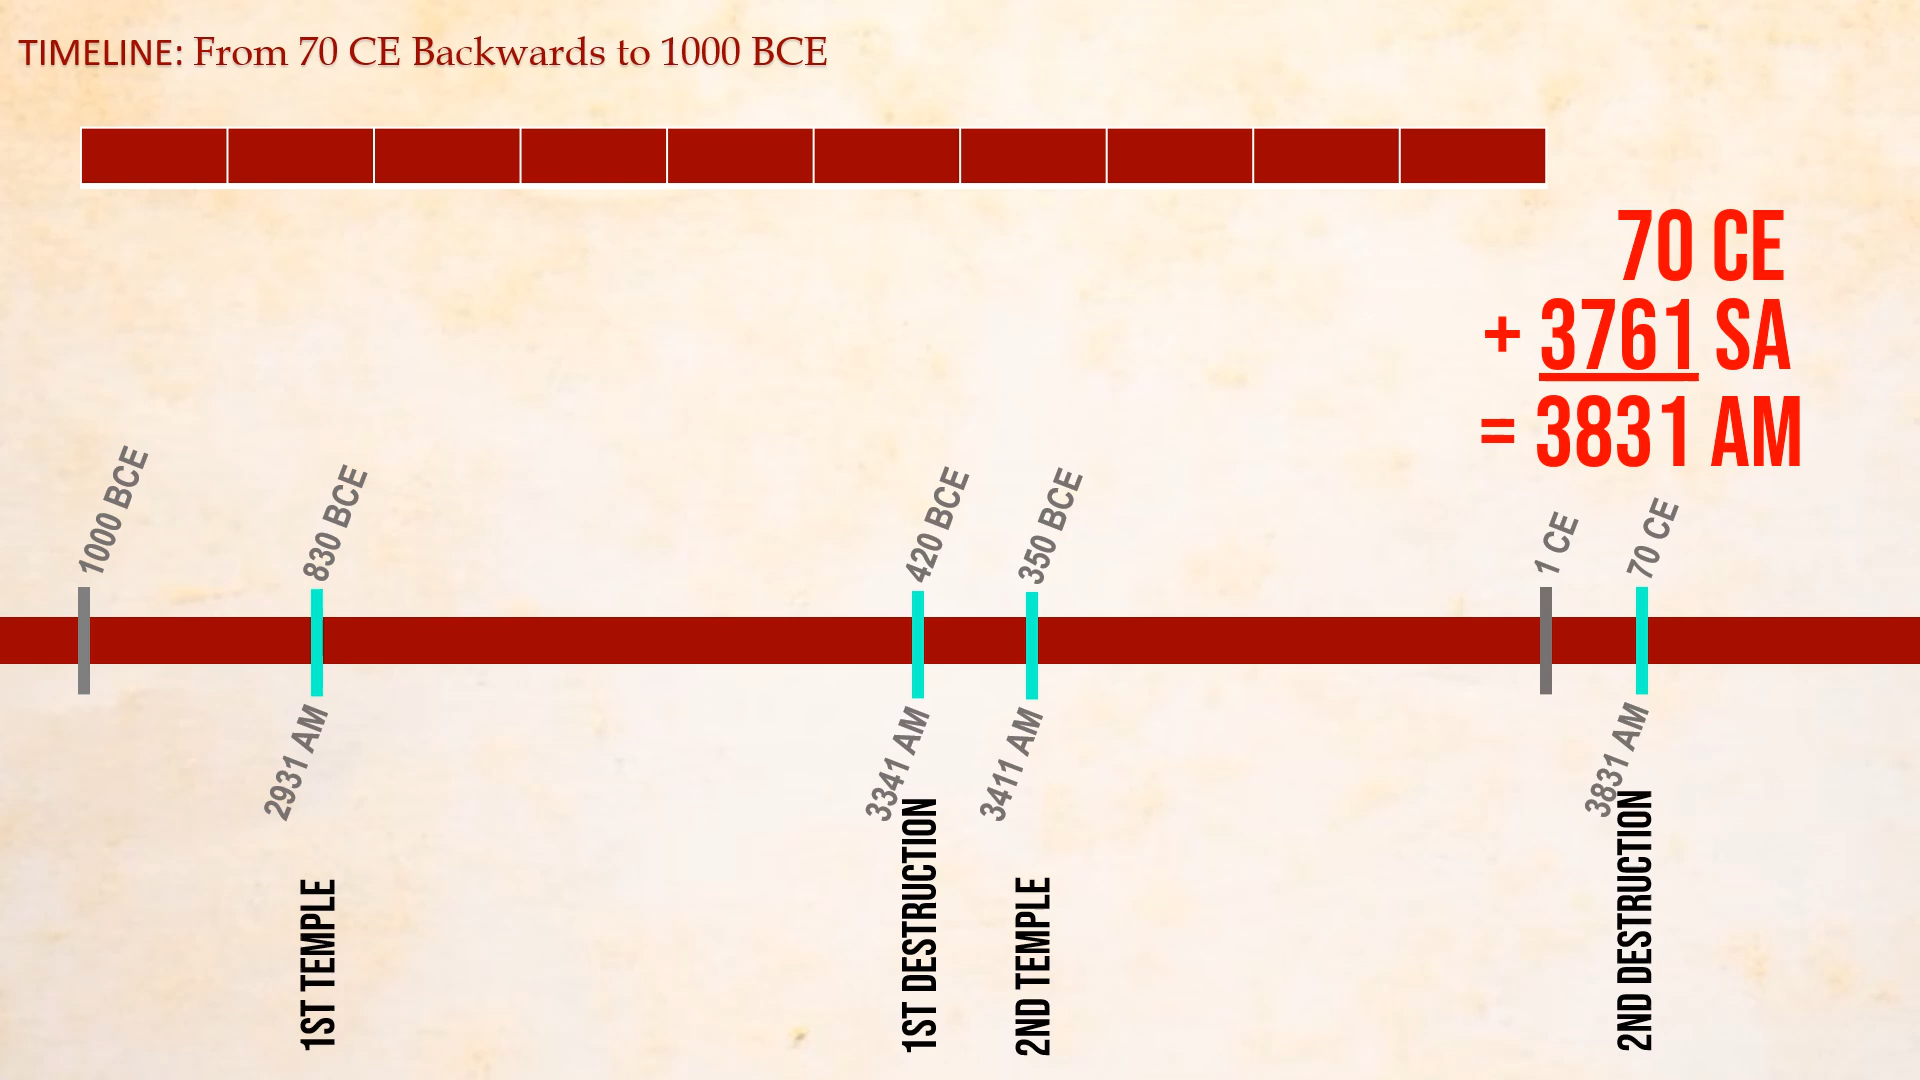 TIMELINE: From 70 CE Backwards to 1000 BCE
70 CE
+ 3761 SA
= 3831 AM
1000 BCE
830 BCE
420 BCE
350 BCE
1 CE
70 CE
2931 AM
3341 AM
3411 AM
3831 AM
1ST TEMPLE
1ST DESTRUCTION
2ND TEMPLE
2ND DESTRUCTION